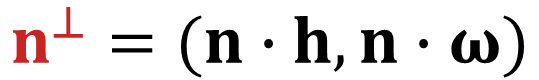 𝐧⊥ = (𝐧 · 𝐡, 𝐧 · 𝛚)